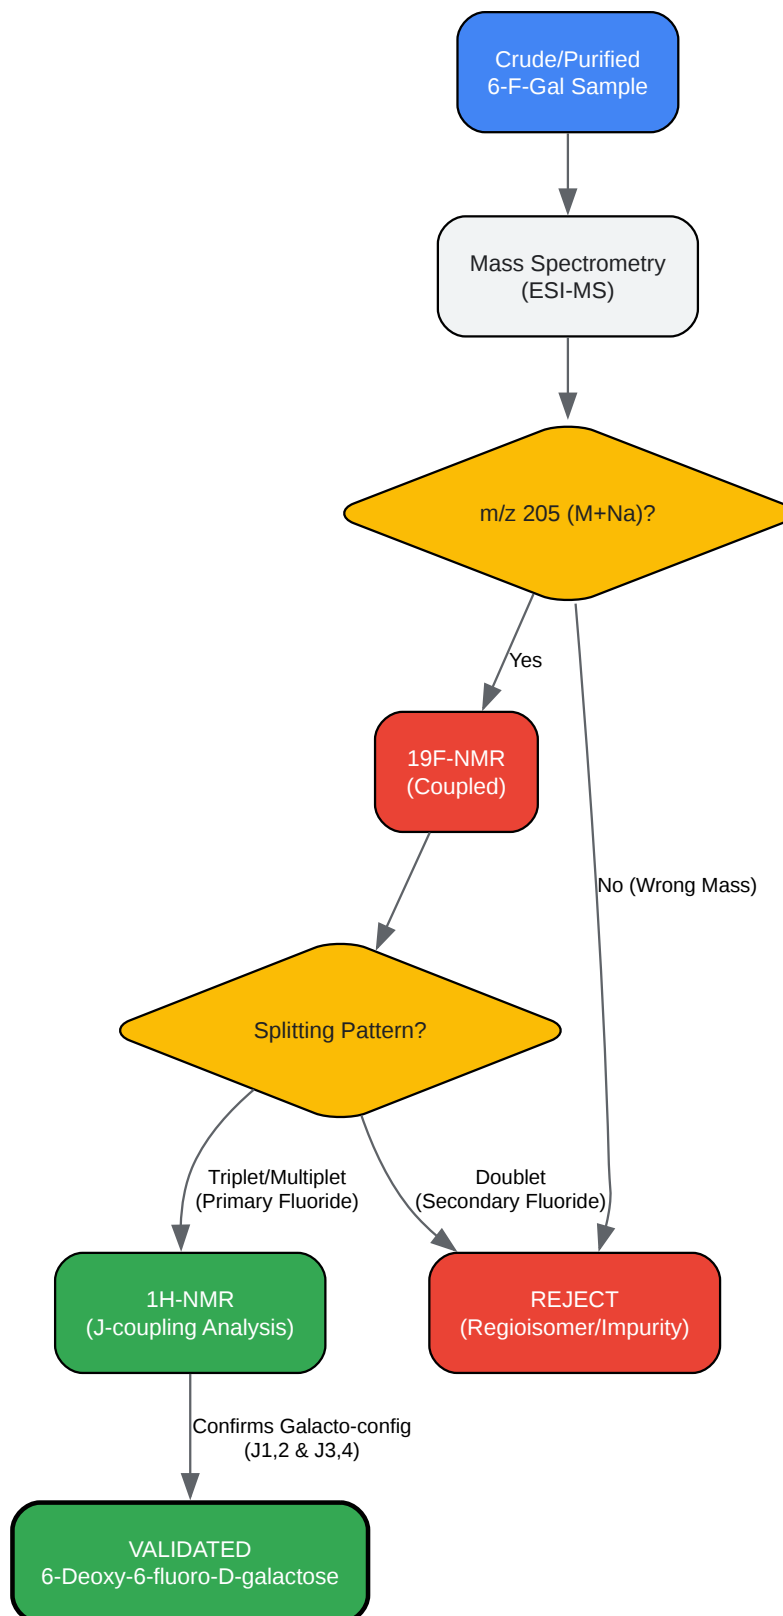 Crude/Purified
6-F-Gal Sample
Mass Spectrometry
(ESI-MS)
m/z 205 (M+Na)?
Yes
19F-NMR
(Coupled)
No (Wrong Mass)
Splitting Pattern?
Triplet/Multiplet
(Primary Fluoride)
Doublet
(Secondary Fluoride)
1H-NMR
(J-coupling Analysis)
REJECT
(Regioisomer/Impurity)
Confirms Galacto-config
(J1,2 & J3,4)
VALIDATED
6-Deoxy-6-fluoro-D-galactose